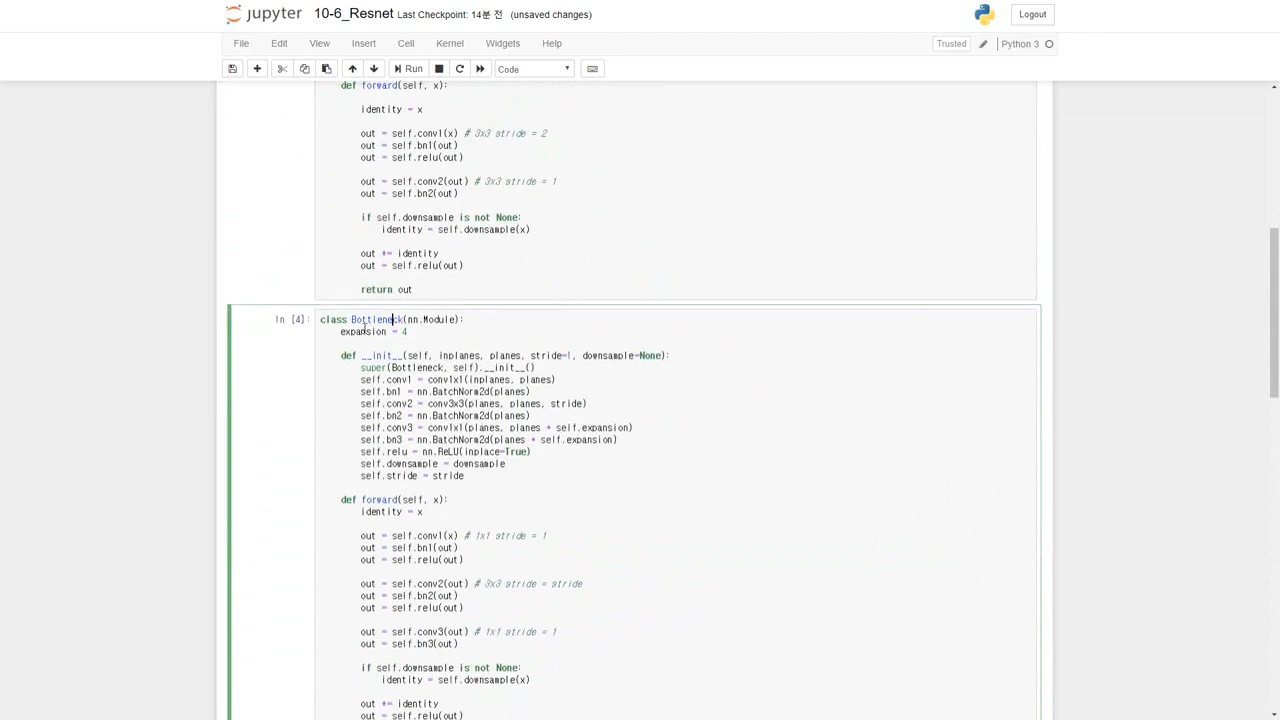 jupyter 10-6_Resnet Last Checkpoint: 14분 전 (unsaved changes) Logout
File Edit View Insert Cell Kernel Widgets Help Trusted Python 3
Run Code
def forward(self, x):
identity = x
out = self.conv1(x) # 3x3 stride = 2
out = self.bn1(out)
out = self.relu(out)
out = self.conv2(out) # 3x3 stride = 1
out = self.bn2(out)
if self.downsample is not None:
identity = self.downsample(x)
out += identity
out = self.relu(out)
return out
In [4]: class Bottleneck(nn.Module):
expansion = 4
def __init__(self, inplanes, planes, stride=1, downsample=None):
super(Bottleneck, self).__init__()
self.conv1 = conv1x1(inplanes, planes)
self.bn1 = nn.BatchNorm2d(planes)
self.conv2 = conv3x3(planes, planes, stride)
self.bn2 = nn.BatchNorm2d(planes)
self.conv3 = conv1x1(planes, planes * self.expansion)
self.bn3 = nn.BatchNorm2d(planes * self.expansion)
self.relu = nn.ReLU(inplace=True)
self.downsample = downsample
self.stride = stride
def forward(self, x):
identity = x
out = self.conv1(x) # 1x1 stride = 1
out = self.bn1(out)
out = self.relu(out)
out = self.conv2(out) # 3x3 stride = stride
out = self.bn2(out)
out = self.relu(out)
out = self.conv3(out) # 1x1 stride = 1
out = self.bn3(out)
if self.downsample is not None:
identity = self.downsample(x)
out += identity
out = self.relu(out)